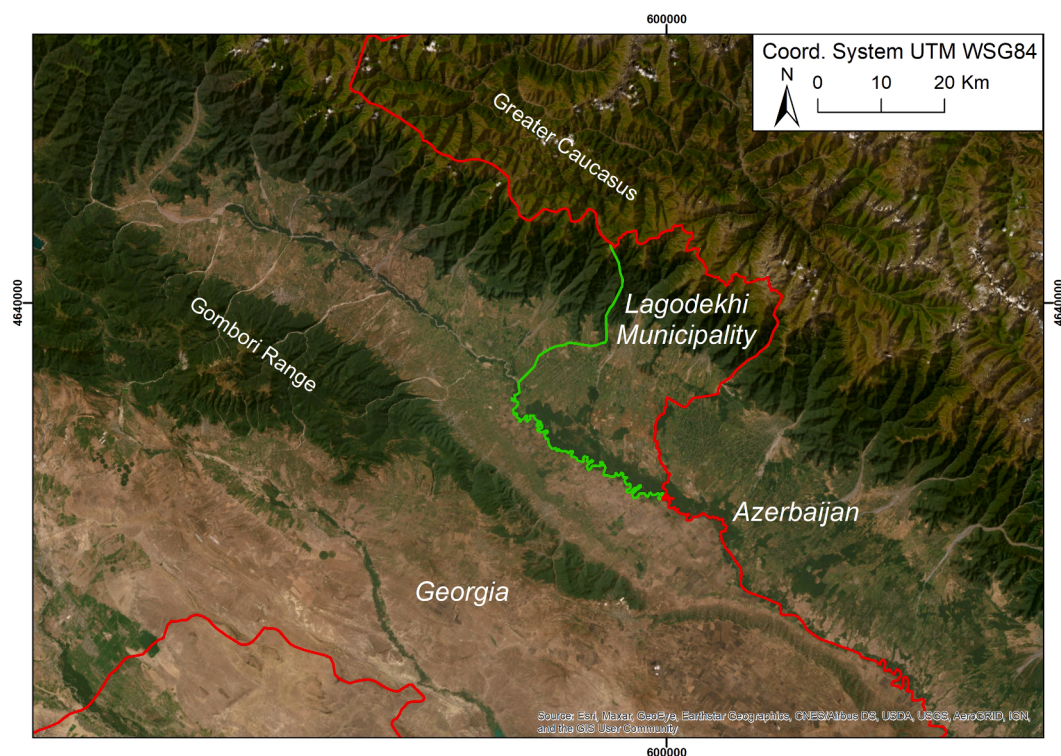 600000
Coord. System UTM WSG84
N
0 10 20 Km
Greater Caucasus
4640000
4640000
Lagodekhi
Municipality
Gombori Range
Azerbaijan
Georgia
Source: Esri, Maxar, GeoEye, Earthstar Geographics, CNES/Airbus DS, USDA, USGS, AeroGRID, IGN,
and the GIS User Community
600000